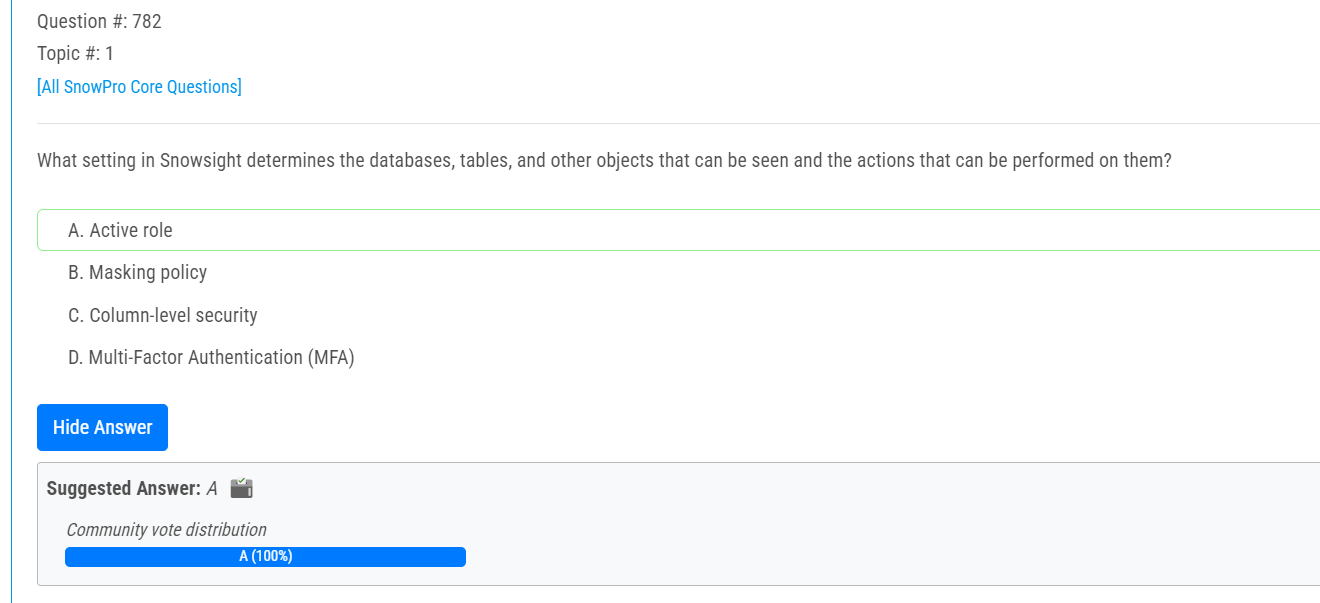 Question #: 782
Topic #: 1
[All SnowPro Core Questions]
What setting in Snowsight determines the databases, tables, and other objects that can be seen and the actions that can be performed on them?
A. Active role
B. Masking policy
C. Column-level security
D. Multi-Factor Authentication (MFA)
Hide Answer
Suggested Answer: A
Community vote distribution
A (100%)